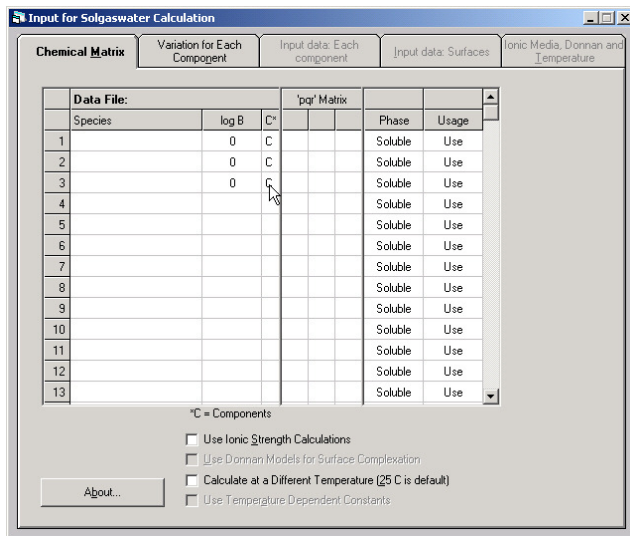 Input for Solgaswater Calculation
Chemical Matrix
Variation for Each
Component
Input data: Each
component
Input data: Surfaces
Ionic Media, Donnan and
Temperature
Data File: 'pqr' Matrix
Species log B C* Phase Usage
1 0 C Soluble Use
2 0 C Soluble Use
3 0 C Soluble Use
4 Soluble Use
5 Soluble Use
6 Soluble Use
7 Soluble Use
8 Soluble Use
9 Soluble Use
10 Soluble Use
11 Soluble Use
12 Soluble Use
13 Soluble Use
*C = Components
Use Ionic Strength Calculations
Use Donnan Models for Surface Complexation
Calculate at a Different Temperature (25 C is default)
Use Temperature Dependent Constants
About...